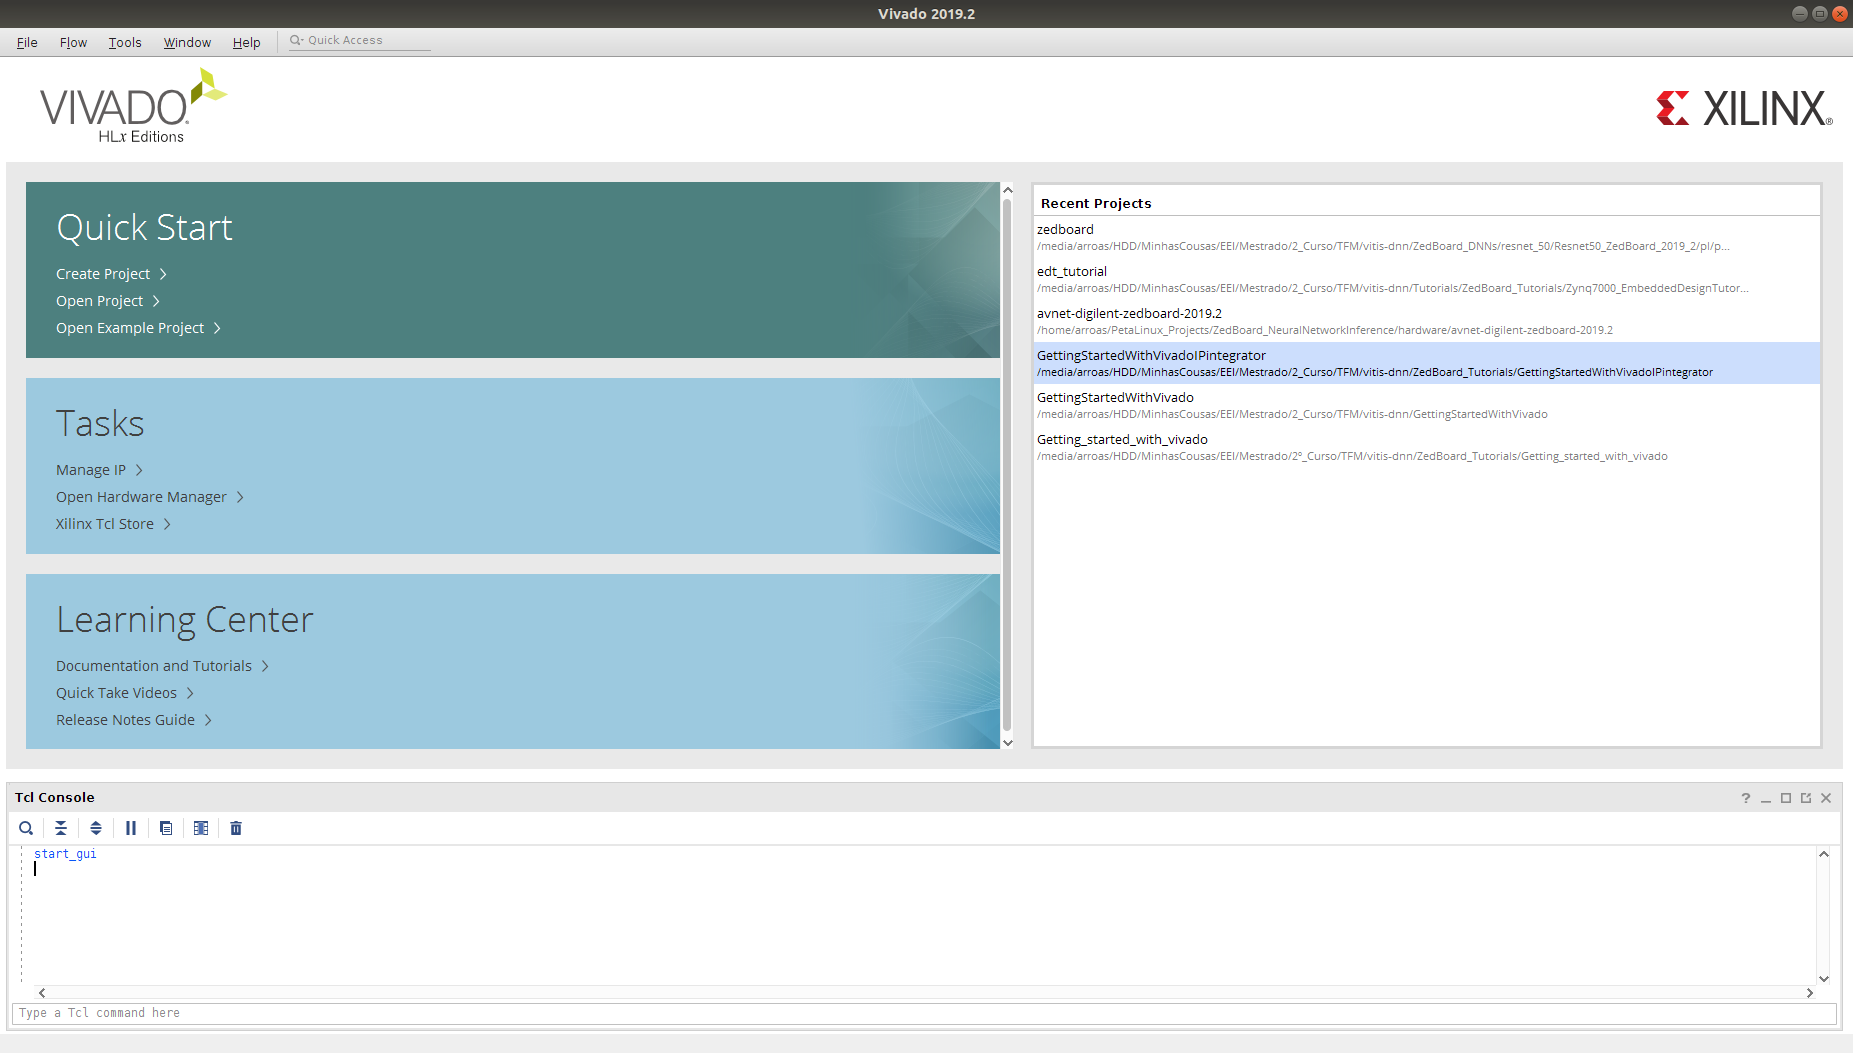 Vivado 2019.2
File Flow Tools Window Help Quick Access
VIVADO®
HLx Editions
XILINX®
Quick Start
Create Project
Open Project
Open Example Project
Tasks
Manage IP
Open Hardware Manager
Xilinx Tcl Store
Learning Center
Documentation and Tutorials
Quick Take Videos
Release Notes Guide
Recent Projects
zedboard
/media/arroas/HDD/MinhasCousas/EEI/Mestrado/2_Curso/TFM/vitis-dnn/ZedBoard_DNNs/resnet_50/Resnet50_ZedBoard_2019_2/pl/p...
edt_tutorial
/media/arroas/HDD/MinhasCousas/EEI/Mestrado/2_Curso/TFM/vitis-dnn/Tutorials/ZedBoard_Tutorials/Zynq7000_EmbeddedDesignTutor...
avnet-digilent-zedboard-2019.2
/home/arroas/PetaLinux_Projects/ZedBoard_NeuralNetworkInference/hardware/avnet-digilent-zedboard-2019.2
GettingStartedWithVivadoIPintegrator
/media/arroas/HDD/MinhasCousas/EEI/Mestrado/2_Curso/TFM/vitis-dnn/ZedBoard_Tutorials/GettingStartedWithVivadoIPintegrator
GettingStartedWithVivado
/media/arroas/HDD/MinhasCousas/EEI/Mestrado/2_Curso/TFM/vitis-dnn/GettingStartedWithVivado
Getting_started_with_vivado
/media/arroas/HDD/MinhasCousas/EEI/Mestrado/2º_Curso/TFM/vitis-dnn/ZedBoard_Tutorials/Getting_started_with_vivado
Tcl Console
start_gui
Type a Tcl command here